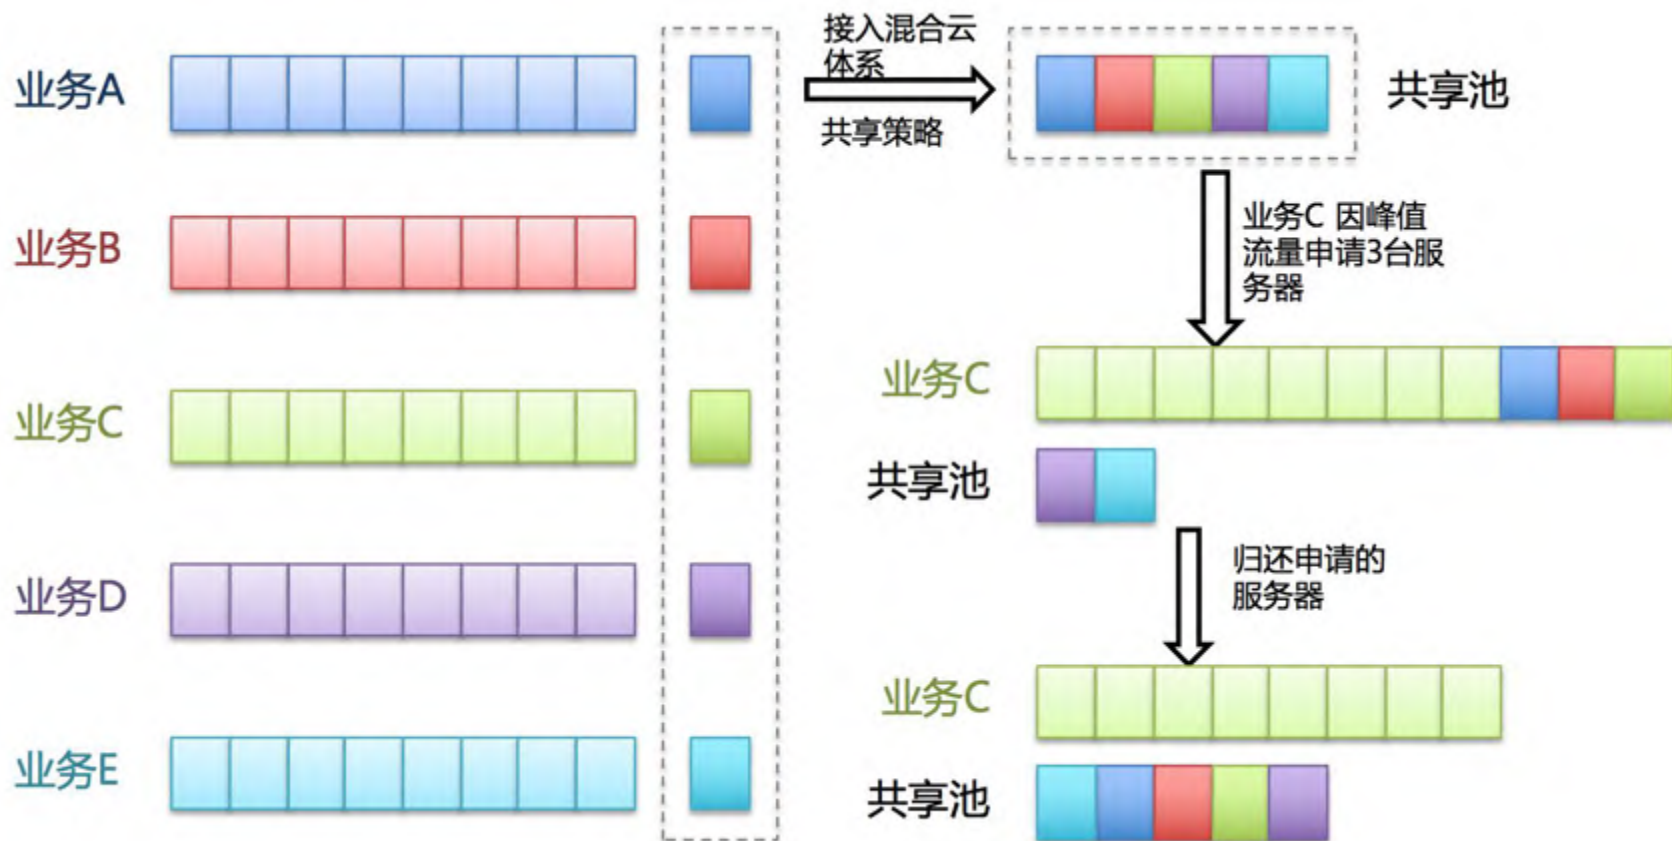 业务A
业务B
业务C
业务D
业务E
接入混合云
体系
共享策略
共享池
业务C 因峰值
流量申请3台服
务器
业务C
共享池
归还申请的
服务器
业务C
共享池